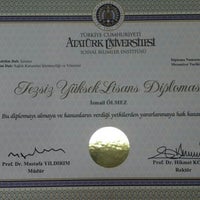 TÜRKİYE CUMHURİYETİ
ATATÜRK ÜNİVERSİTESİ
SOSYAL BİLİMLER ENSTİTÜSÜ
Diploma
Tezsiz Yüksek Lisans Diploması
İsmail ÖLMEZ
Bu diplomayı almaya ve kanunların verdiği yetkilerden yararlanmaya hak kazan
Prof. Dr. Mustafa YILDIRIM
Müdür
Prof. Dr. Hikmet KO
Rektör